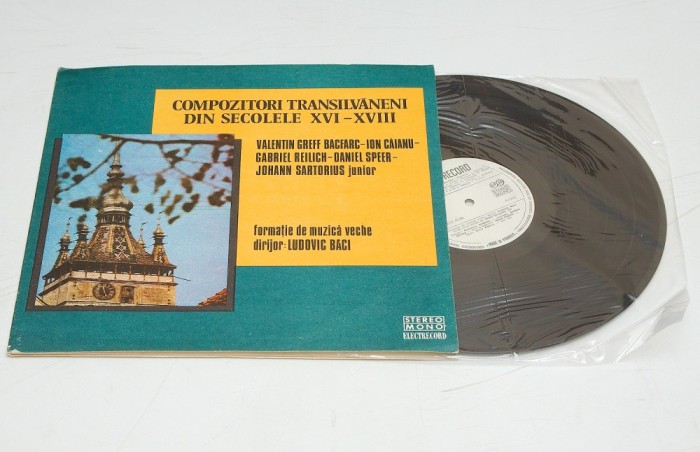 COMPOZITORI TRANSILVĂNENI
DIN SECOLELE XVI-XVIII
VALENTIN GREFF BACFARC-ION CAIANU-
GABRIEL REILICH-DANIEL SPEER-
JOHANN SARTORIUS junior
formaţie de muzică veche
dirijor: LUDOVIC BACI
STEREO
MONO
ELECTRECORD